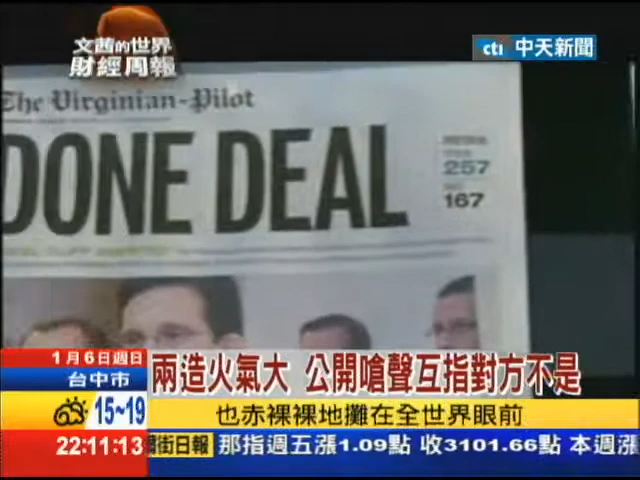 文茜的世界
財經周報
cti 中天新聞
The Virginian-Pilot
DONE DEAL
257
167
1月6日週日
兩造火氣大 公開嗆聲互指對方不是
台中市
15~19
也赤裸裸地攤在全世界眼前
22:11:13
街日報 那指週五漲1.09點 收3101.66點 本週漲